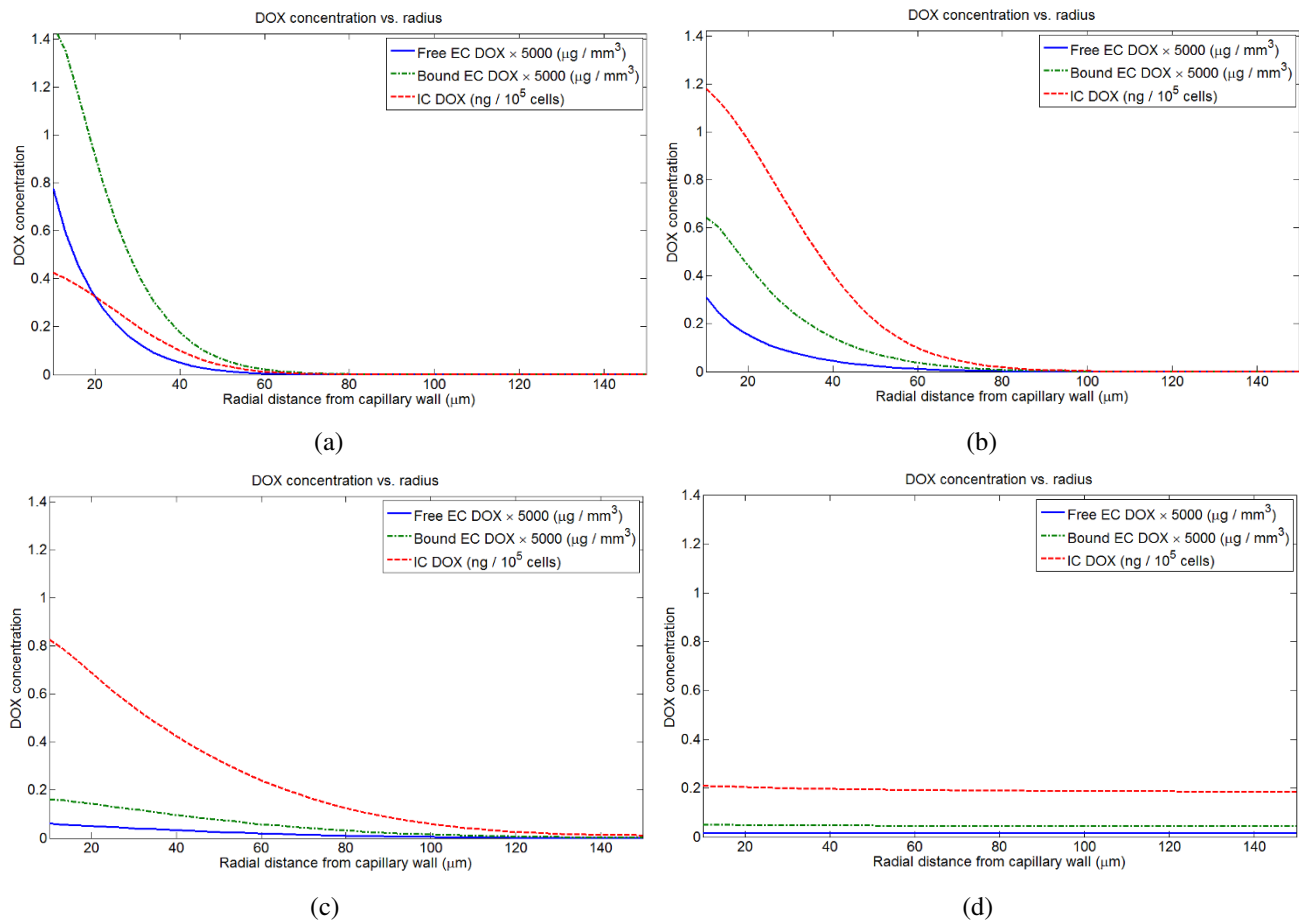 DOX concentration vs. radius
1.4
1.2
1
0.8
0.6
0.4
0.2
0
DOX concentration
Free EC DOX × 5000 (μg / mm³)
Bound EC DOX × 5000 (μg / mm³)
IC DOX (ng / 10⁵ cells)
20 40 60 80 100 120 140
Radial distance from capillary wall (μm)
(a)
DOX concentration vs. radius
1.4
1.2
1
0.8
0.6
0.4
0.2
0
DOX concentration
Free EC DOX × 5000 (μg / mm³)
Bound EC DOX × 5000 (μg / mm³)
IC DOX (ng / 10⁵ cells)
20 40 60 80 100 120 140
Radial distance from capillary wall (μm)
(b)
DOX concentration vs. radius
1.4
1.2
1
0.8
0.6
0.4
0.2
0
DOX concentration
Free EC DOX × 5000 (μg / mm³)
Bound EC DOX × 5000 (μg / mm³)
IC DOX (ng / 10⁵ cells)
20 40 60 80 100 120 140
Radial distance from capillary wall (μm)
(c)
DOX concentration vs. radius
1.4
1.2
1
0.8
0.6
0.4
0.2
0
DOX concentration
Free EC DOX × 5000 (μg / mm³)
Bound EC DOX × 5000 (μg / mm³)
IC DOX (ng / 10⁵ cells)
20 40 60 80 100 120 140
Radial distance from capillary wall (μm)
(d)